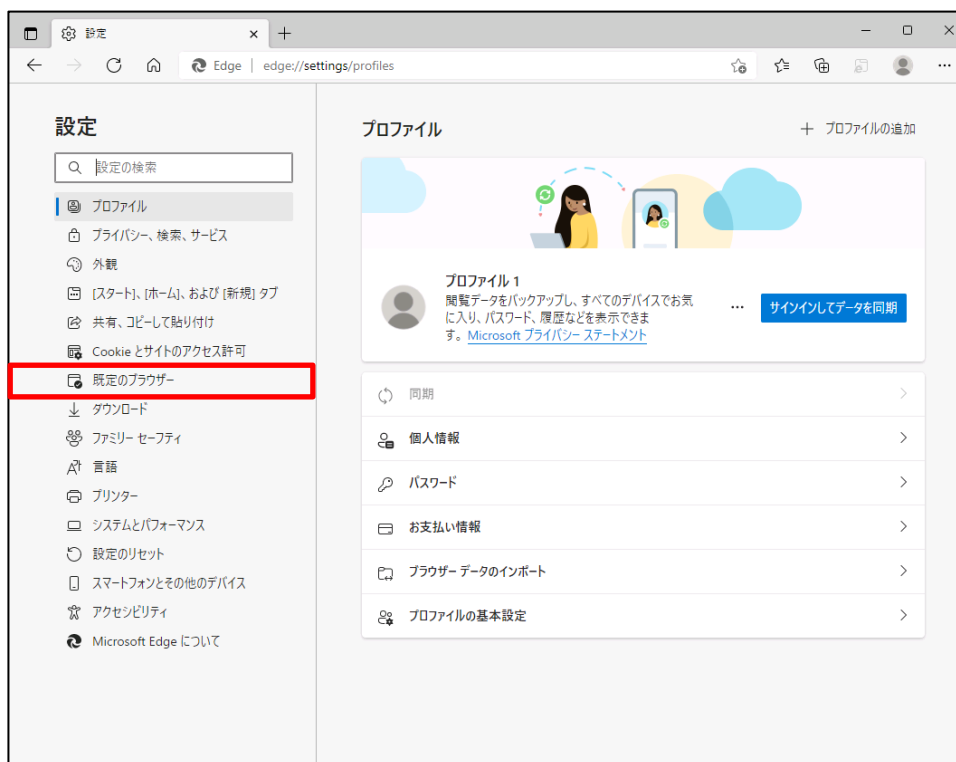 設定
Edge | edge://settings/profiles
設定
設定の検索
プロファイル
プライバシー、検索、サービス
外観
[スタート]、[ホーム]、および [新規] タブ
共有、コピーして貼り付け
Cookie とサイトのアクセス許可
既定のブラウザー
ダウンロード
ファミリー セーフティ
言語
プリンター
システムとパフォーマンス
設定のリセット
スマートフォンとその他のデバイス
アクセシビリティ
Microsoft Edge について
プロファイル
プロファイルの追加
プロファイル 1
閲覧データをバックアップし、すべてのデバイスでお気
に入り、パスワード、履歴などを表示できま
す。Microsoft プライバシー ステートメント
サインインしてデータを同期
同期
個人情報
パスワード
お支払い情報
ブラウザー データのインポート
プロファイルの基本設定